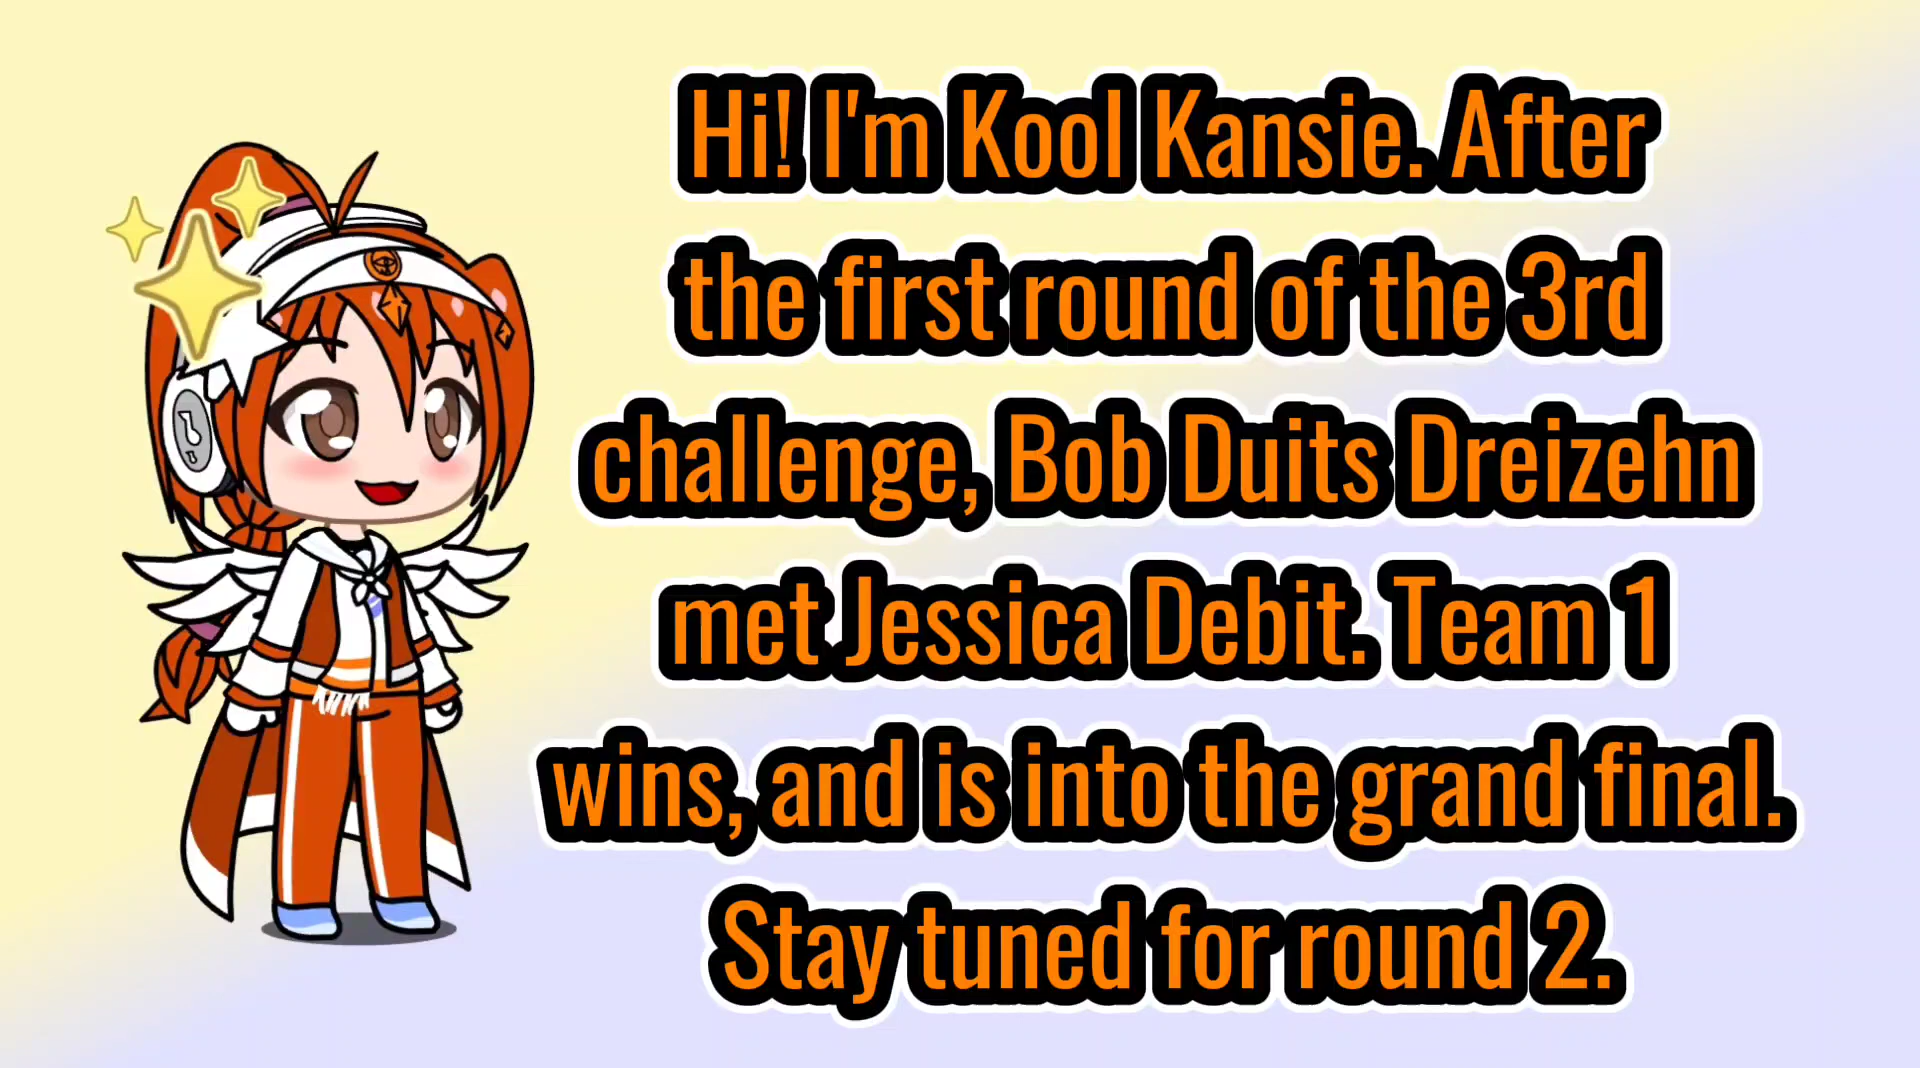 Hi! I'm Kool Kansie. After
the first round of the 3rd
challenge, Bob Duits Dreizehn
met Jessica Debit. Team 1
wins, and is into the grand final.
Stay tuned for round 2.